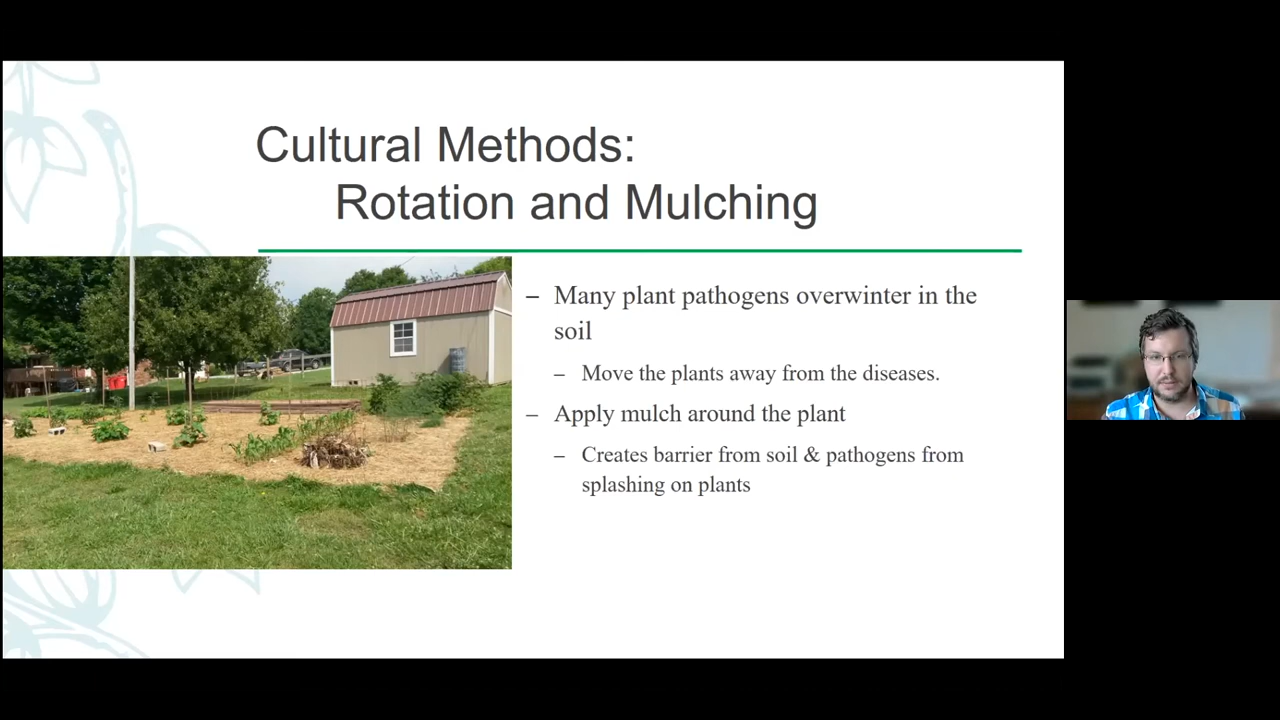 Cultural Methods:
Rotation and Mulching
– Many plant pathogens overwinter in the
soil
– Move the plants away from the diseases.
– Apply mulch around the plant
– Creates barrier from soil & pathogens from
splashing on plants